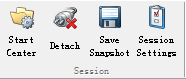 Start Center
Detach
Save Snapshot
Session Settings
Session